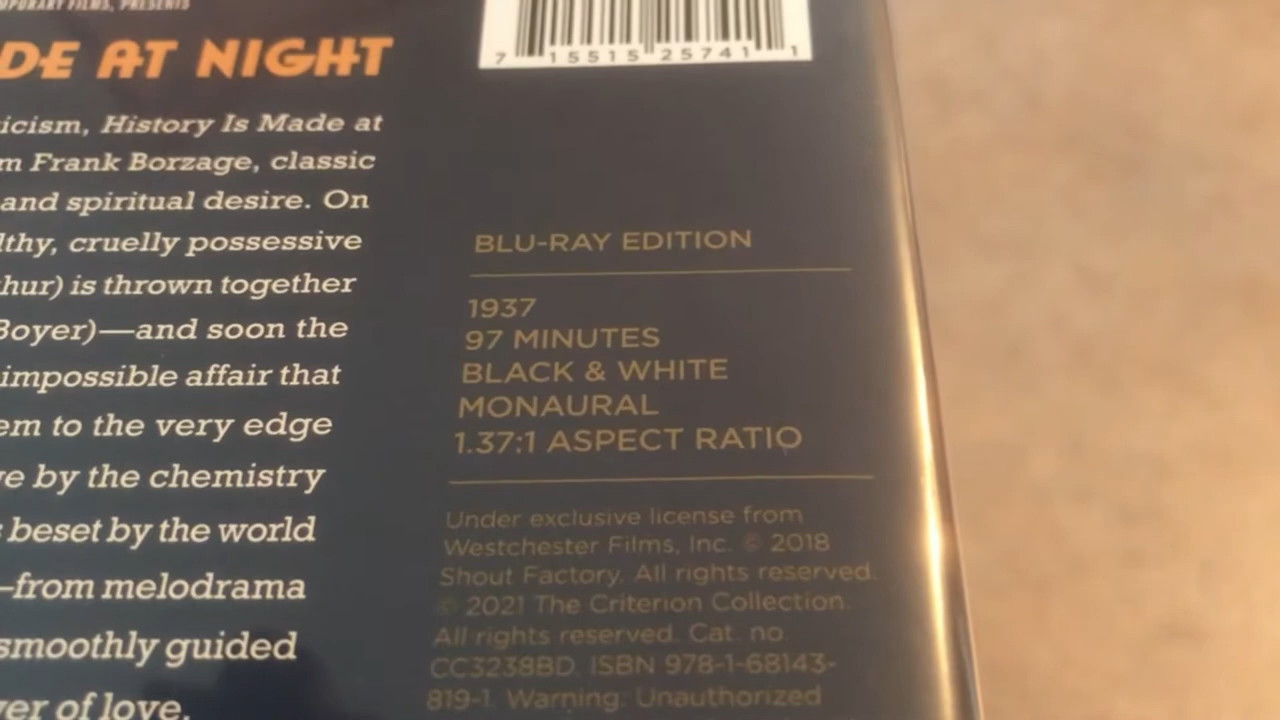 PORARY FILMS, PRESENTS
DE AT NIGHT
icism, History Is Made at
m Frank Borzage, classic
and spiritual desire. On
lthy, cruelly possessive
hur) is thrown together
Boyer)—and soon the
impossible affair that
em to the very edge
e by the chemistry
beset by the world
—from melodrama
smoothly guided
er of love.
7 15515 25741 1
BLU-RAY EDITION
1937
97 MINUTES
BLACK & WHITE
MONAURAL
1.37:1 ASPECT RATIO
Under exclusive license from
Westchester Films, Inc. © 2018
Shout Factory. All rights reserved.
© 2021 The Criterion Collection.
All rights reserved. Cat. no.
CC3238BD. ISBN 978-1-68143-
819-1. Warning: Unauthorized